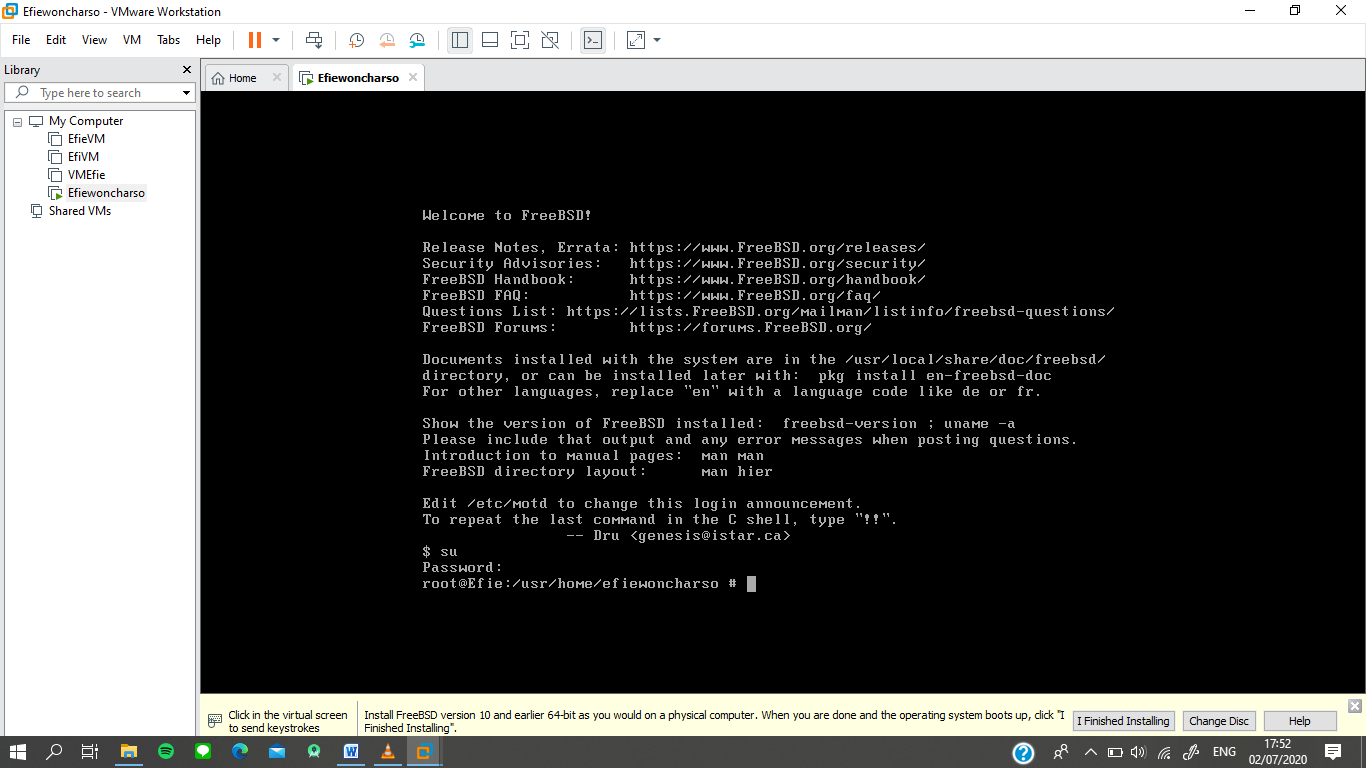 Efiewoncharso - VMware Workstation
File Edit View VM Tabs Help
Library
Type here to search
My Computer
EfieVM
EfiVM
VMEfie
Efiewoncharso
Shared VMs
Home
Efiewoncharso
Welcome to FreeBSD!
Release Notes, Errata: https://www.FreeBSD.org/releases/
Security Advisories: https://www.FreeBSD.org/security/
FreeBSD Handbook: https://www.FreeBSD.org/handbook/
FreeBSD FAQ: https://www.FreeBSD.org/faq/
Questions List: https://lists.FreeBSD.org/mailman/listinfo/freebsd-questions/
FreeBSD Forums: https://forums.FreeBSD.org/
Documents installed with the system are in the /usr/local/share/doc/freebsd/
directory, or can be installed later with: pkg install en-freebsd-doc
For other languages, replace "en" with a language code like de or fr.
Show the version of FreeBSD installed: freebsd-version ; uname -a
Please include that output and any error messages when posting questions.
Introduction to manual pages: man man
FreeBSD directory layout: man hier
Edit /etc/motd to change this login announcement.
To repeat the last command in the C shell, type "!!".
-- Dru <genesis@istar.ca>
$ su
Password:
root@Efie:/usr/home/efiewoncharso #
Click in the virtual screen
to send keystrokes
Install FreeBSD version 10 and earlier 64-bit as you would on a physical computer. When you are done and the operating system boots up, click "I
Finished Installing".
I Finished Installing
Change Disc
Help
ENG
17:52
02/07/2020